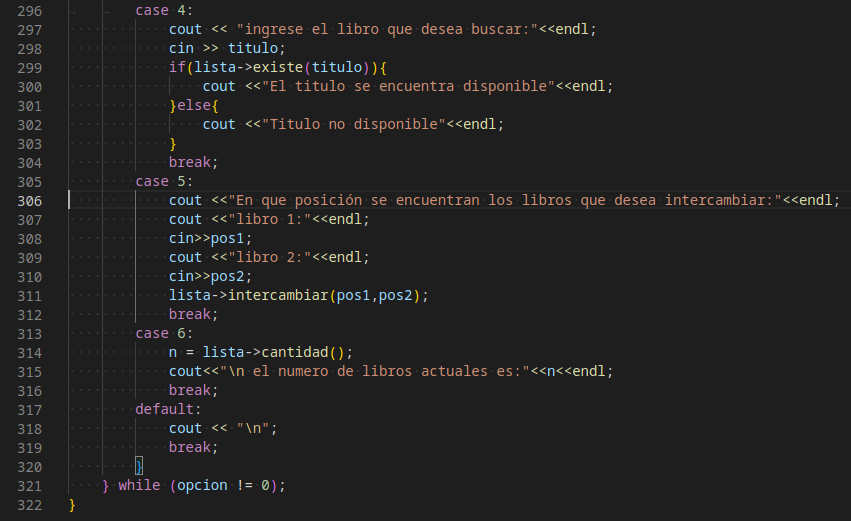 296 case 4:
297 cout << "ingrese el libro que desea buscar:"<<endl;
298 cin >> titulo;
299 if(lista->existe(titulo)){
300 cout <<"El titulo se encuentra disponible"<<endl;
301 }else{
302 cout <<"Titulo no disponible"<<endl;
303 }
304 break;
305 case 5:
306 cout <<"En que posición se encuentran los libros que desea intercambiar:"<<endl;
307 cout <<"libro 1:"<<endl;
308 cin>>pos1;
309 cout <<"libro 2:"<<endl;
310 cin>>pos2;
311 lista->intercambiar(pos1,pos2);
312 break;
313 case 6:
314 n = lista->cantidad();
315 cout<<"\n el numero de libros actuales es:"<<n<<endl;
316 break;
317 default:
318 cout << "\n";
319 break;
320 }
321 } while (opcion != 0);
322 }